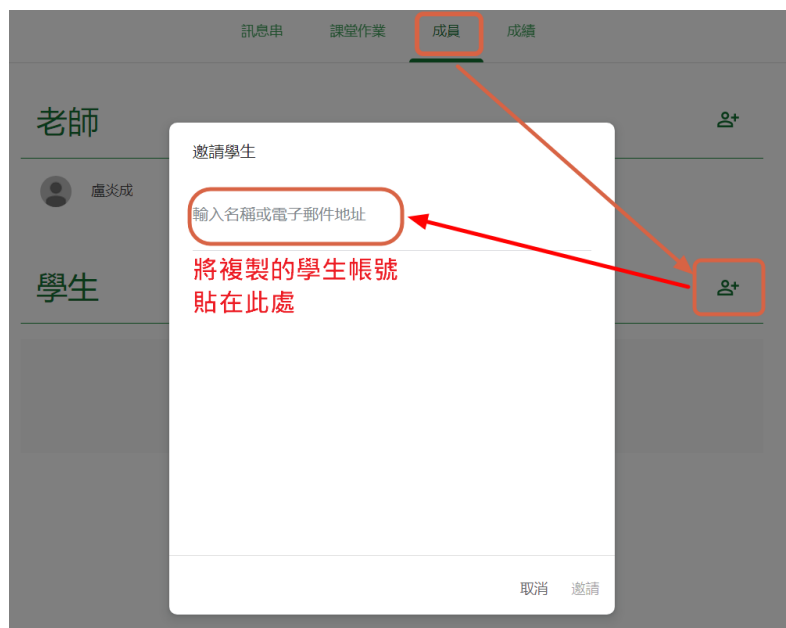 訊息串 課堂作業 成員 成績
老師
邀請學生
盧炎成
輸入名稱或電子郵件地址
將複製的學生帳號
貼在此處
學生
取消 邀請